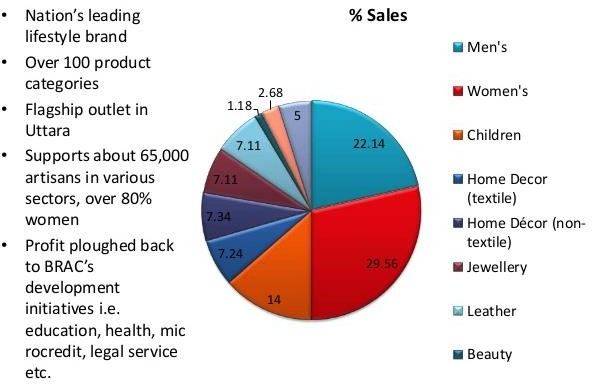 • Nation’s leading
lifestyle brand
• Over 100 product
categories
• Flagship outlet in
Uttara
• Supports about 65,000
artisans in various
sectors, over 80%
women
• Profit ploughed back
to BRAC’s
development
initiatives i.e.
education, health, mic
rocredit, legal service
etc.
% Sales
22.14
29.56
14
7.24
7.34
7.11
7.11
1.18
2.68
5
Men's
Women's
Children
Home Decor
(textile)
Home Décor (non-
textile)
Jewellery
Leather
Beauty